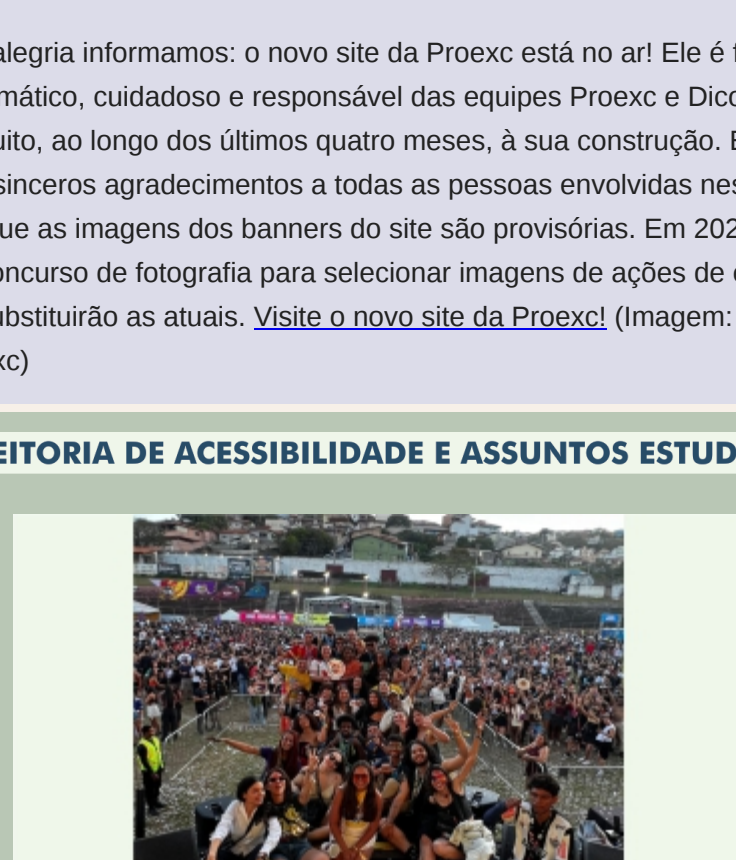 alegria informamos: o novo site da Proexc está no ar! Ele é f
mático, cuidadoso e responsável das equipes Proexc e Dico
uito, ao longo dos últimos quatro meses, à sua construção. E
sinceros agradecimentos a todas as pessoas envolvidas nes
ue as imagens dos banners do site são provisórias. Em 202
oncurso de fotografia para selecionar imagens de ações de e
ubstituirão as atuais. Visite o novo site da Proexc! (Imagem:
xc)
EITORIA DE ACESSIBILIDADE E ASSUNTOS ESTUD